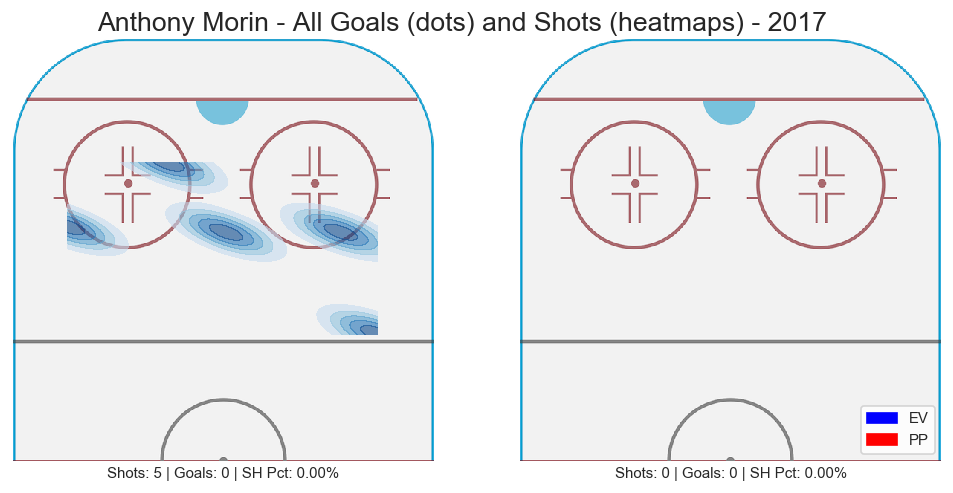 Anthony Morin - All Goals (dots) and Shots (heatmaps) - 2017
EV
PP
Shots: 5 | Goals: 0 | SH Pct: 0.00%
Shots: 0 | Goals: 0 | SH Pct: 0.00%